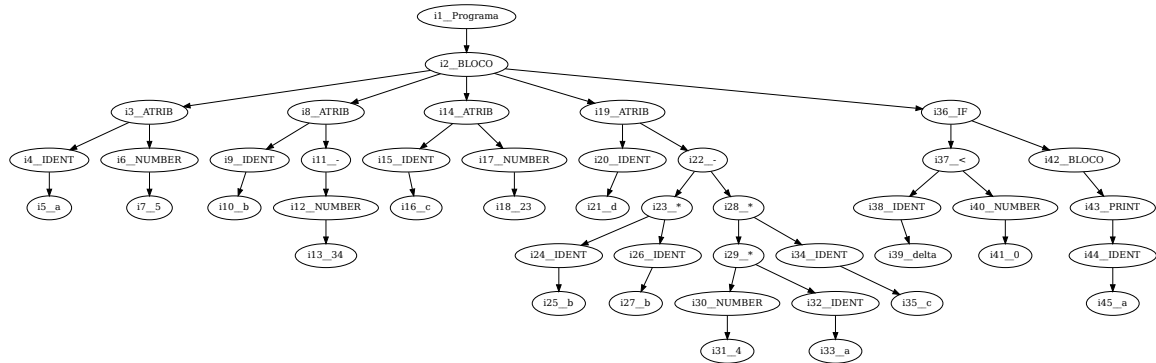 i1__Programa
i2__BLOCO
i3__ATRIB
i8__ATRIB
i14__ATRIB
i19__ATRIB
i36__IF
i4__IDENT
i6__NUMBER
i9__IDENT
i11__-
i15__IDENT
i17__NUMBER
i20__IDENT
i22__-
i37__<
i42__BLOCO
i5__a
i7__5
i10__b
i12__NUMBER
i16__c
i18__23
i21__d
i23__*
i28__*
i38__IDENT
i40__NUMBER
i43__PRINT
i13__34
i24__IDENT
i26__IDENT
i29__*
i34__IDENT
i39__delta
i41__0
i44__IDENT
i25__b
i27__b
i30__NUMBER
i32__IDENT
i35__c
i45__a
i31__4
i33__a